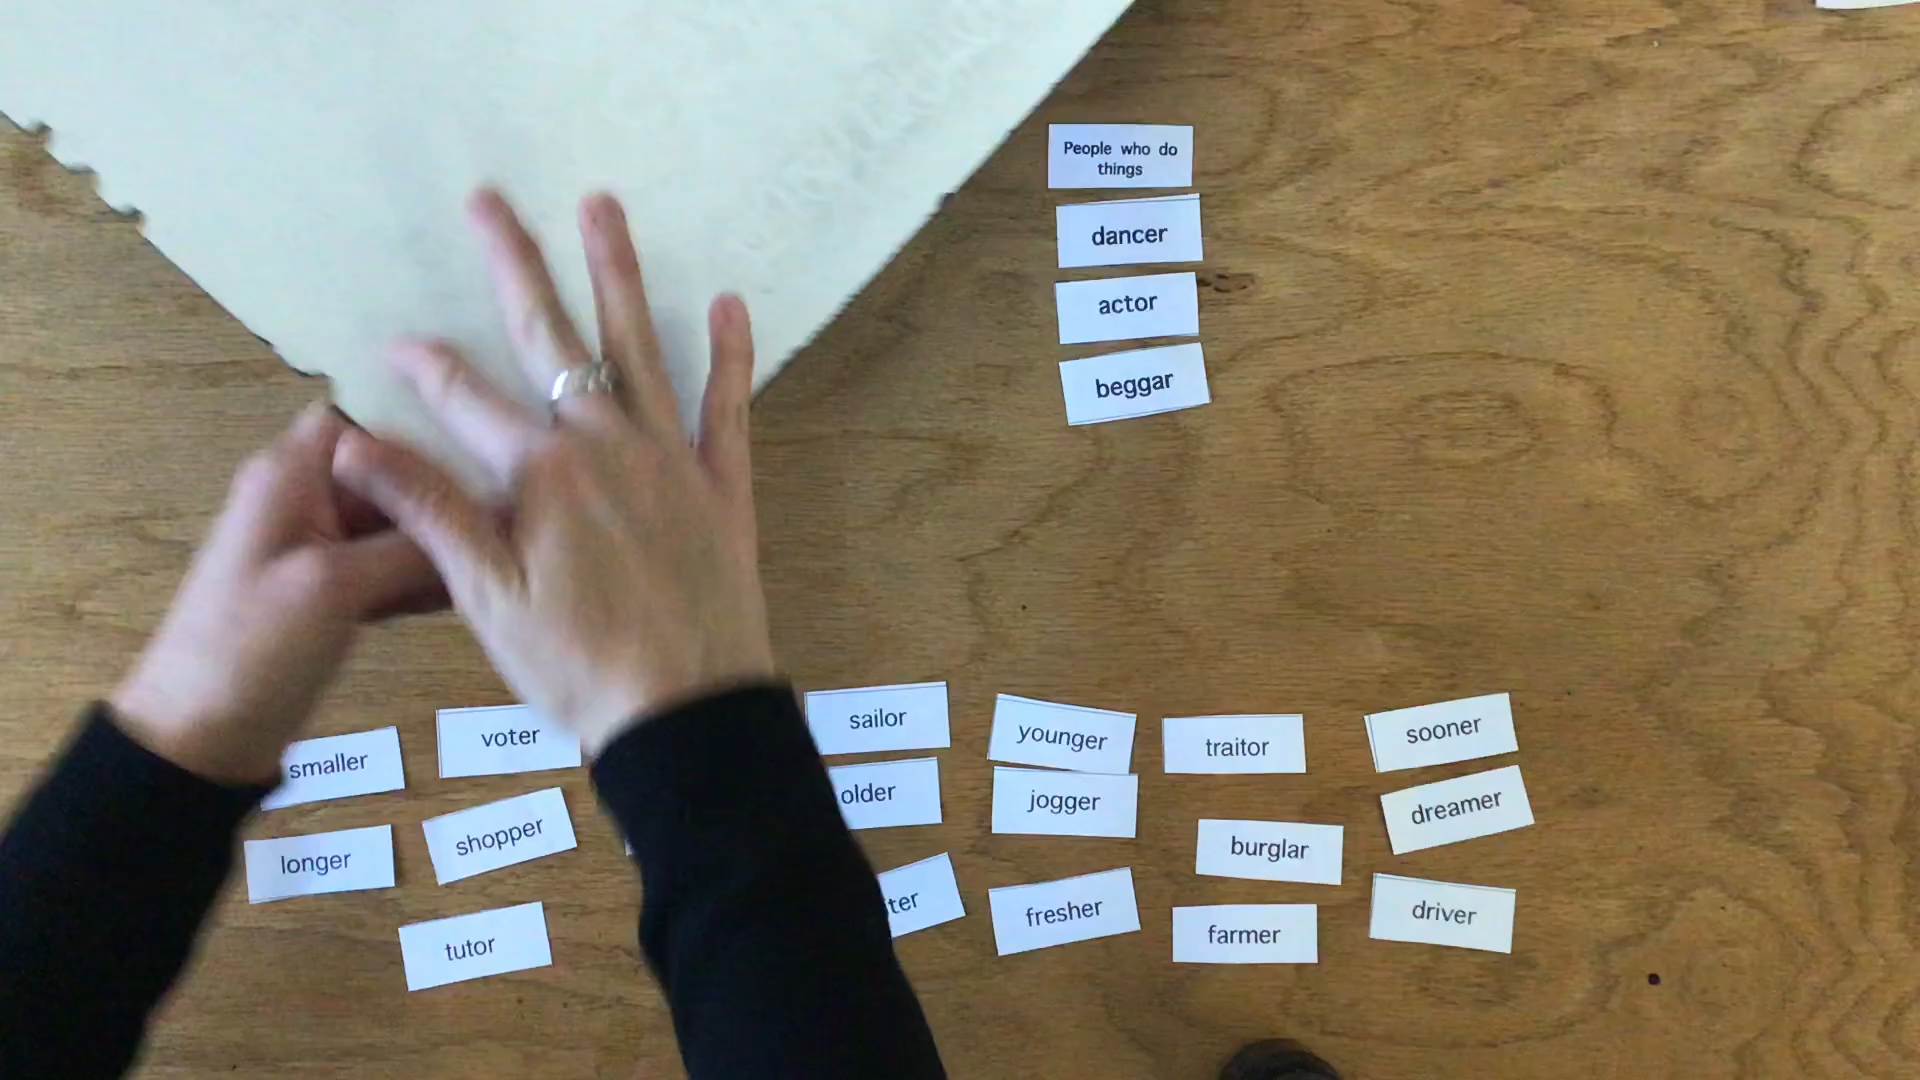 People who do
things
dancer
actor
beggar
smaller
voter
sailor
younger
traitor
sooner
longer
shopper
older
jogger
burglar
dreamer
tutor
fresher
farmer
driver